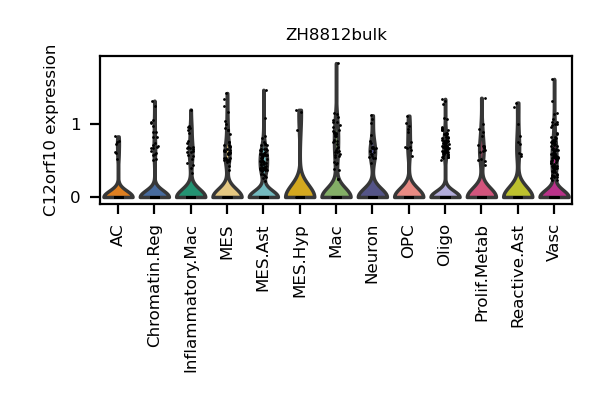 ZH8812bulk
C12orf10 expression
1
0
AC
Chromatin.Reg
Inflammatory.Mac
MES
MES.Ast
MES.Hyp
Mac
Neuron
OPC
Oligo
Prolif.Metab
Reactive.Ast
Vasc